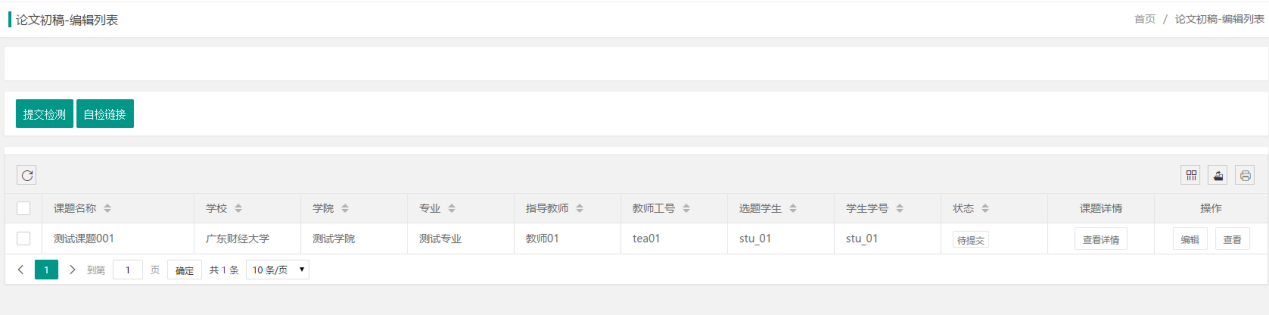 论文初稿-编辑列表 首页 / 论文初稿-编辑列表
提交检测 自检链接
课题名称 学校 学院 专业 指导教师 教师工号 选题学生 学生学号 状态 课题详情 操作
测试课题001 广东财经大学 测试学院 测试专业 教师01 tea01 stu_01 stu_01 待提交 查看详情 编辑 查看
1 到第 1 页 确定 共 1 条 10 条/页